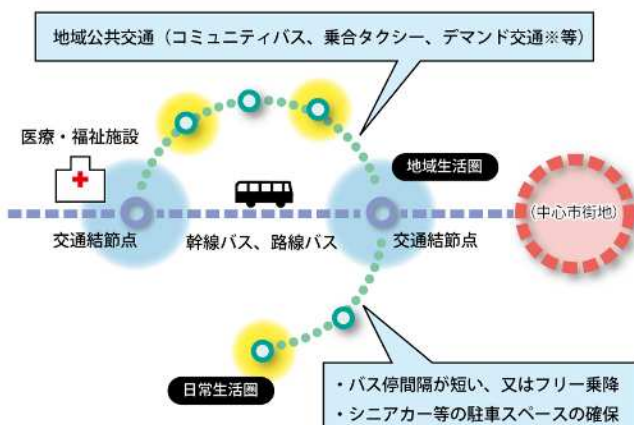 地域公共交通（コミュニティバス、乗合タクシー、デマンド交通※等）
医療・福祉施設
地域生活圏
（中心市街地）
交通結節点
幹線バス、路線バス
交通結節点
日常生活圏
・バス停間隔が短い、又はフリー乗降
・シニアカー等の駐車スペースの確保